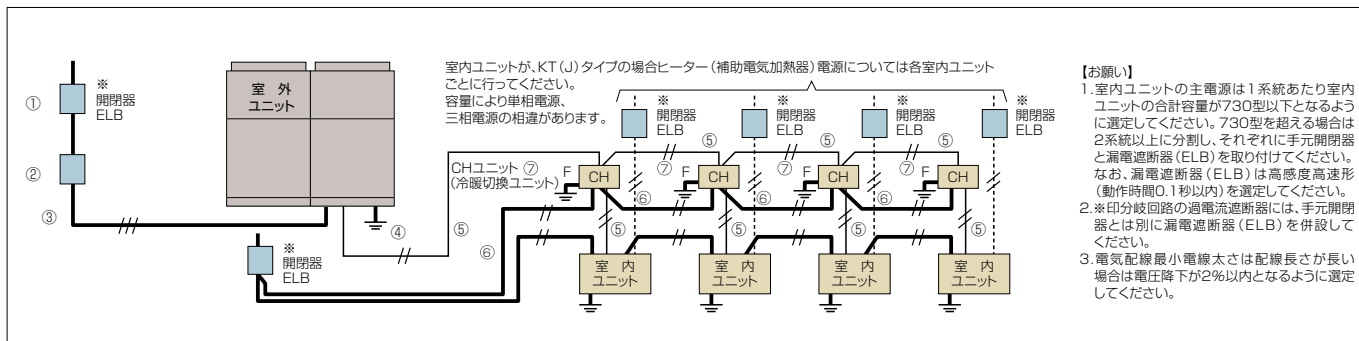 ①
※
開閉器
ELB
②
③
室外
ユニット
④
⑤
⑥
※
開閉器
ELB
室内ユニットが、KT(J)タイプの場合ヒーター(補助電気加熱器)電源については各室内ユニット
ごとに行ってください。
容量により単相電源、
三相電源の相違があります。
CHユニット ⑦
(冷暖切換ユニット)
※
開閉器
ELB
※
開閉器
ELB
※
開閉器
ELB
※
開閉器
ELB
⑤
⑤
⑤
⑦
⑦
⑦
F
CH
F
CH
F
CH
F
CH
⑥
⑥
⑥
⑤
⑤
⑤
⑤
室内
ユニット
室内
ユニット
室内
ユニット
室内
ユニット
【お願い】
1.室内ユニットの主電源は1系統あたり室内
ユニットの合計容量が730型以下となるよう
に選定してください。730型を超える場合は
2系統以上に分割し、それぞれに手元開閉器
と漏電遮断器(ELB)を取り付けてください。
なお、漏電遮断器(ELB)は高感度高速形
(動作時間0.1秒以内)を選定してください。
2.※印分岐回路の過電流遮断器には、手元開閉
器とは別に漏電遮断器(ELB)を併設して
ください。
3.電気配線最小電線太さは配線長さが長い
場合は電圧降下が2%以内となるように選定
してください。